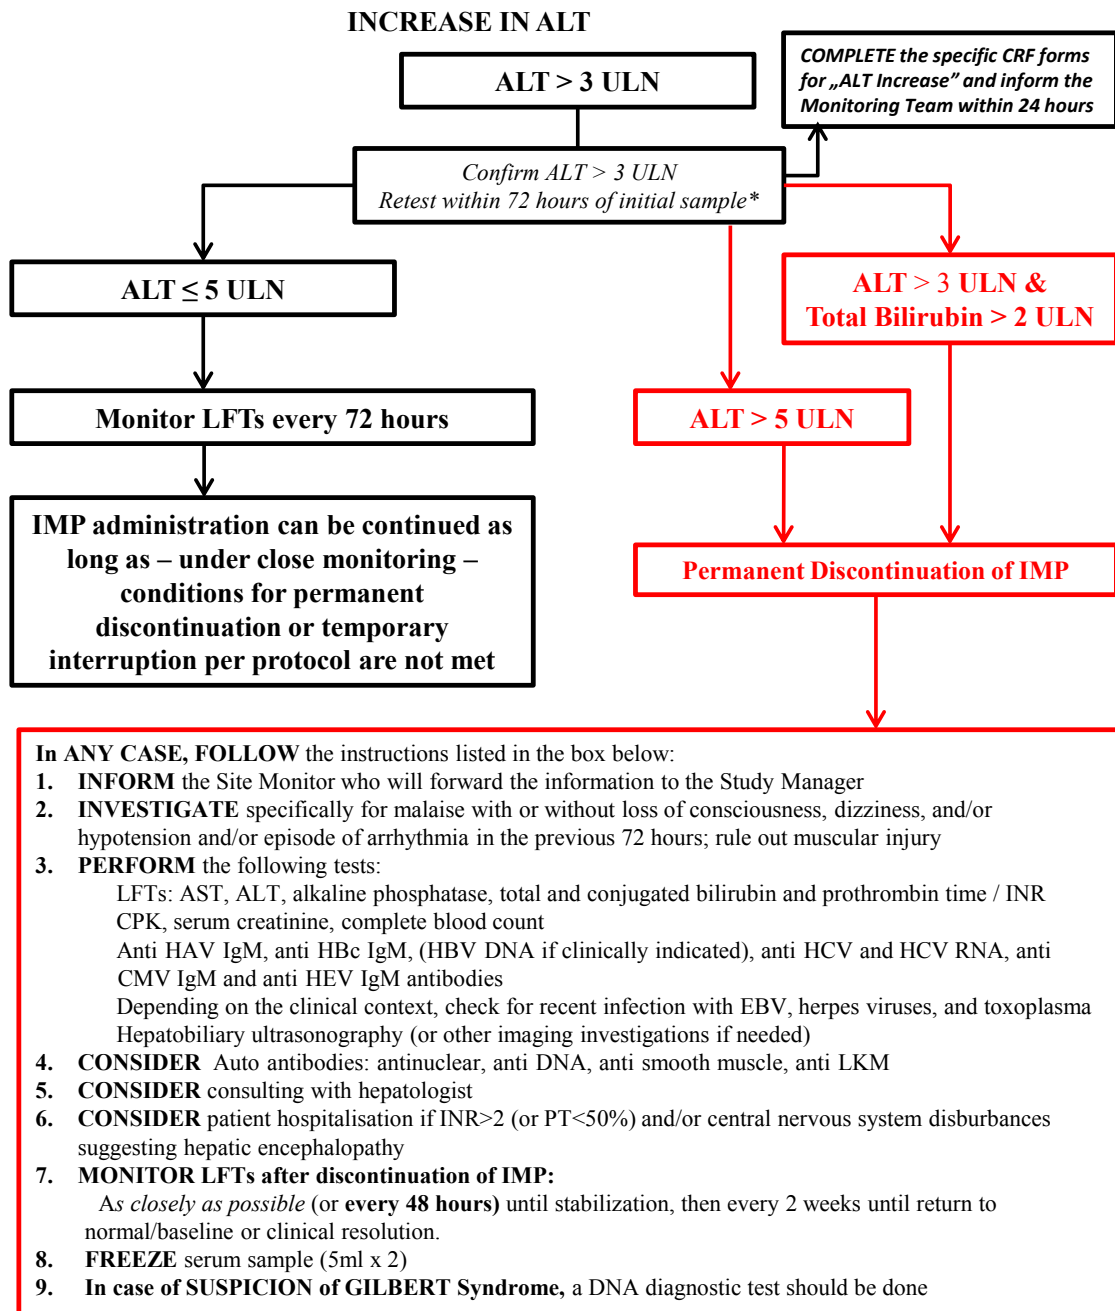 INCREASE IN ALT
ALT > 3 ULN
COMPLETE the specific CRF forms
for „ALT Increase” and inform the
Monitoring Team within 24 hours
Confirm ALT > 3 ULN
Retest within 72 hours of initial sample*
ALT ≤ 5 ULN
ALT > 3 ULN &
Total Bilirubin > 2 ULN
Monitor LFTs every 72 hours
ALT > 5 ULN
IMP administration can be continued as
long as – under close monitoring –
conditions for permanent
discontinuation or temporary
interruption per protocol are not met
Permanent Discontinuation of IMP
In ANY CASE, FOLLOW the instructions listed in the box below:
1. INFORM the Site Monitor who will forward the information to the Study Manager
2. INVESTIGATE specifically for malaise with or without loss of consciousness, dizziness, and/or
hypotension and/or episode of arrhythmia in the previous 72 hours; rule out muscular injury
3. PERFORM the following tests:
LFTs: AST, ALT, alkaline phosphatase, total and conjugated bilirubin and prothrombin time / INR
CPK, serum creatinine, complete blood count
Anti HAV IgM, anti HBc IgM, (HBV DNA if clinically indicated), anti HCV and HCV RNA, anti
CMV IgM and anti HEV IgM antibodies
Depending on the clinical context, check for recent infection with EBV, herpes viruses, and toxoplasma
Hepatobiliary ultrasonography (or other imaging investigations if needed)
4. CONSIDER Auto antibodies: antinuclear, anti DNA, anti smooth muscle, anti LKM
5. CONSIDER consulting with hepatologist
6. CONSIDER patient hospitalisation if INR>2 (or PT<50%) and/or central nervous system disturbances
suggesting hepatic encephalopathy
7. MONITOR LFTs after discontinuation of IMP:
As closely as possible (or every 48 hours) until stabilization, then every 2 weeks until return to
normal/baseline or clinical resolution.
8. FREEZE serum sample (5ml x 2)
9. In case of SUSPICION of GILBERT Syndrome, a DNA diagnostic test should be done